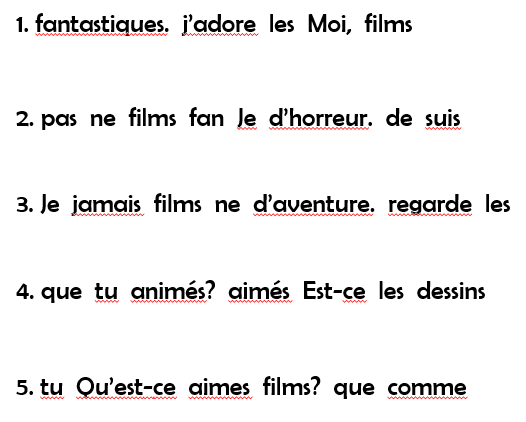 1. fantastiques. j’adore les Moi, films
2. pas ne films fan Je d’horreur. de suis
3. Je jamais films ne d’aventure. regarde les
4. que tu animés? aimés Est-ce les dessins
5. tu Qu’est-ce aimes films? que comme